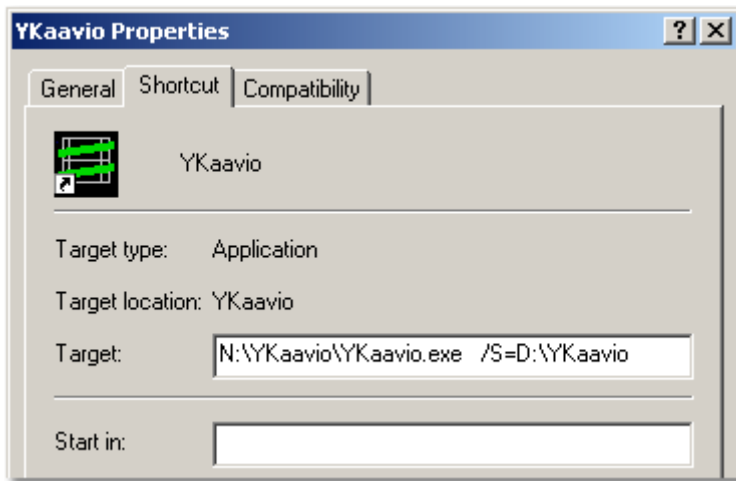 YKaavio Properties
General Shortcut Compatibility
YKaavio
Target type: Application
Target location: YKaavio
Target: N:\YKaavio\YKaavio.exe /S=D:\YKaavio
Start in: